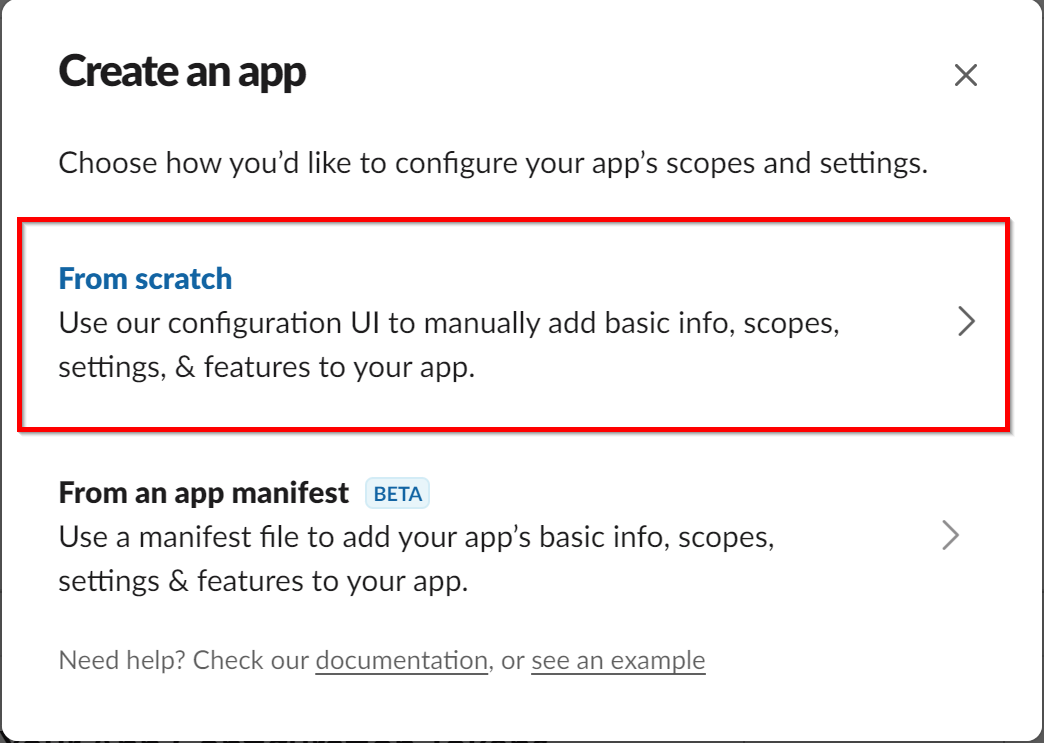 Create an app
Choose how you’d like to configure your app’s scopes and settings.
From scratch
Use our configuration UI to manually add basic info, scopes,
settings, & features to your app.
From an app manifest BETA
Use a manifest file to add your app’s basic info, scopes,
settings & features to your app.
Need help? Check our documentation, or see an example